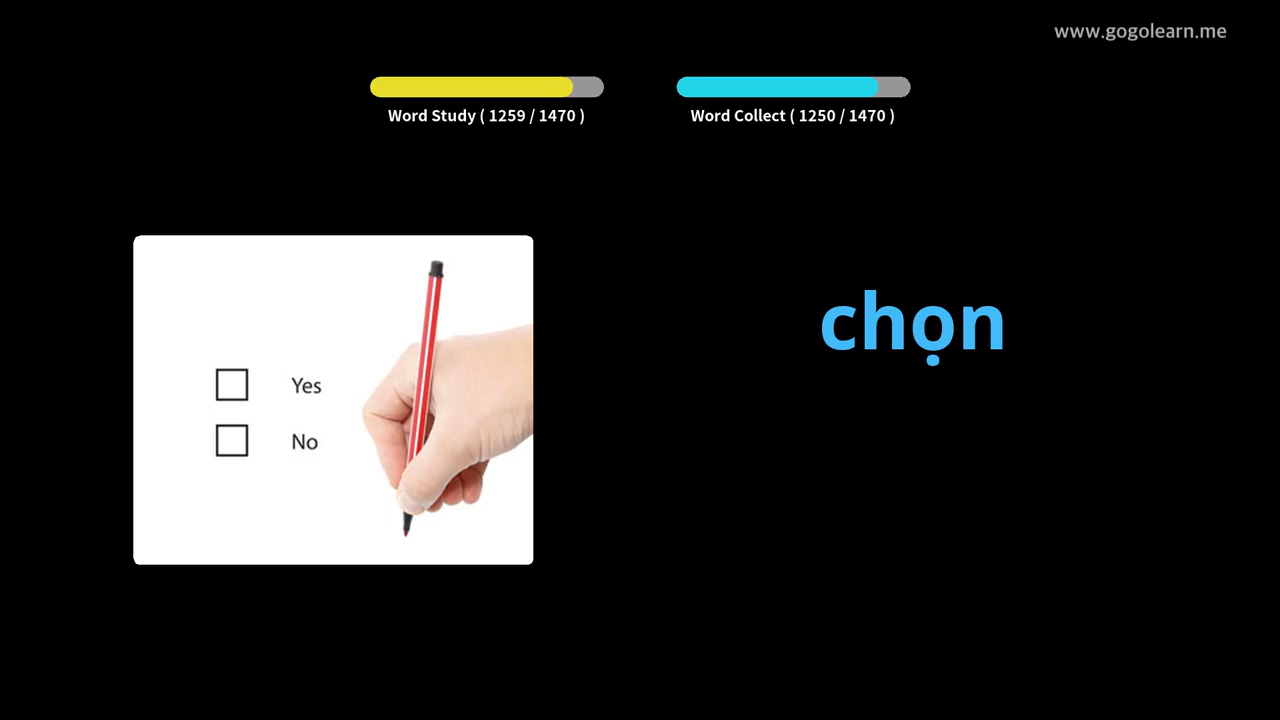 www.gogolearn.me
Word Study ( 1259 / 1470 )
Word Collect ( 1250 / 1470 )
chọn
Yes
No